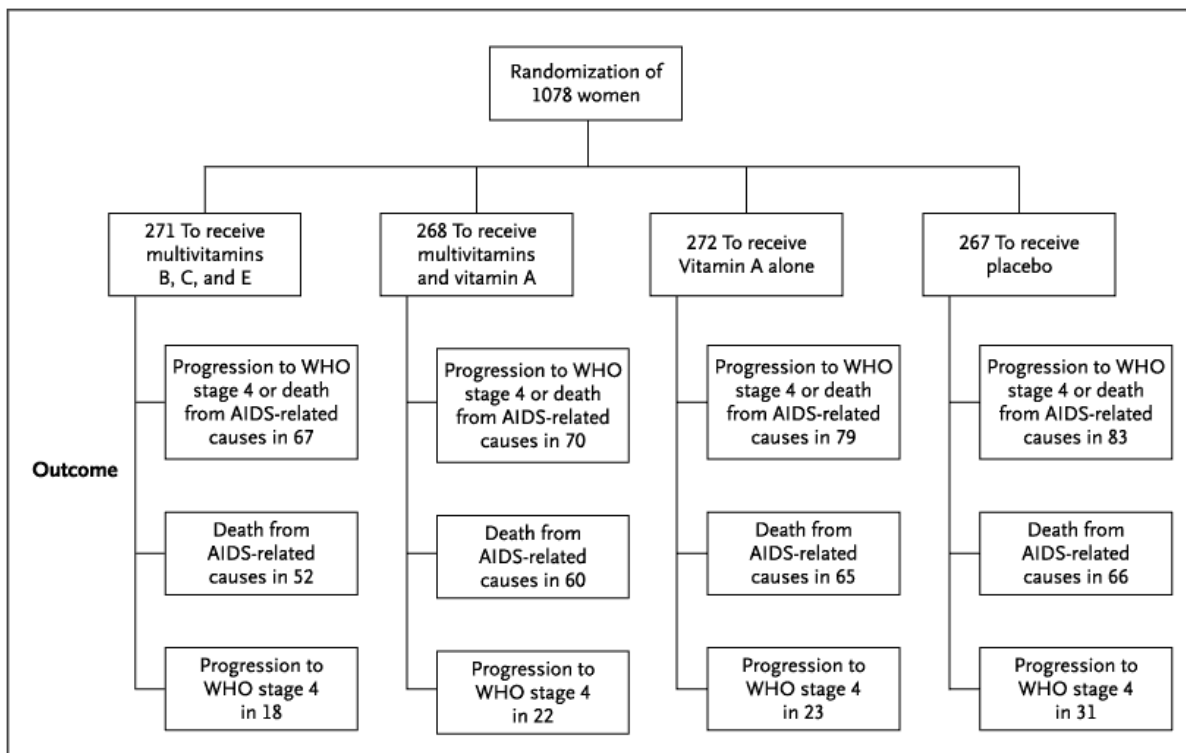 Randomization of
1078 women
271 To receive
multivitamins
B, C, and E
268 To receive
multivitamins
and vitamin A
272 To receive
Vitamin A alone
267 To receive
placebo
Outcome
Progression to WHO
stage 4 or death
from AIDS-related
causes in 67
Progression to WHO
stage 4 or death
from AIDS-related
causes in 70
Progression to WHO
stage 4 or death
from AIDS-related
causes in 79
Progression to WHO
stage 4 or death
from AIDS-related
causes in 83
Death from
AIDS-related
causes in 52
Death from
AIDS-related
causes in 60
Death from
AIDS-related
causes in 65
Death from
AIDS-related
causes in 66
Progression to
WHO stage 4
in 18
Progression to
WHO stage 4
in 22
Progression to
WHO stage 4
in 23
Progression to
WHO stage 4
in 31